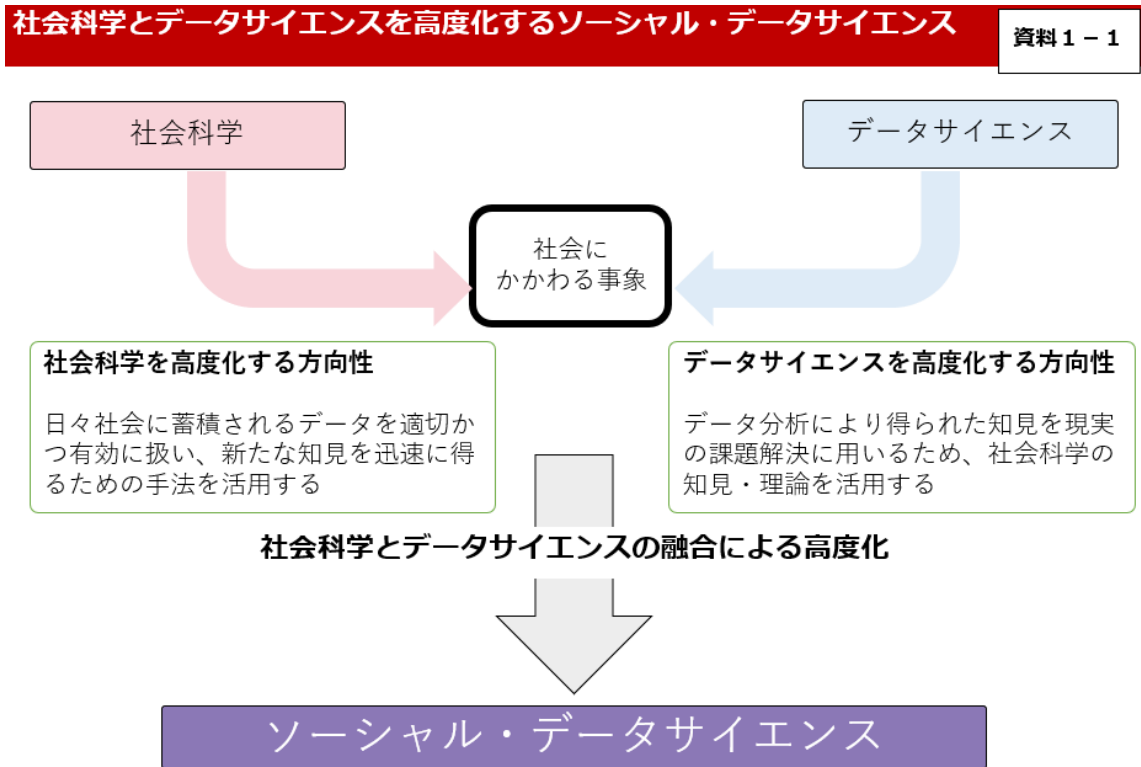 社会科学とデータサイエンスを高度化するソーシャル・データサイエンス
資料1－1
社会科学
データサイエンス
社会に
かかわる事象
社会科学を高度化する方向性
日々社会に蓄積されるデータを適切か
つ有効に扱い、新たな知見を迅速に得
るための手法を活用する
データサイエンスを高度化する方向性
データ分析により得られた知見を現実
の課題解決に用いるため、社会科学の
知見・理論を活用する
社会科学とデータサイエンスの融合による高度化
ソーシャル・データサイエンス